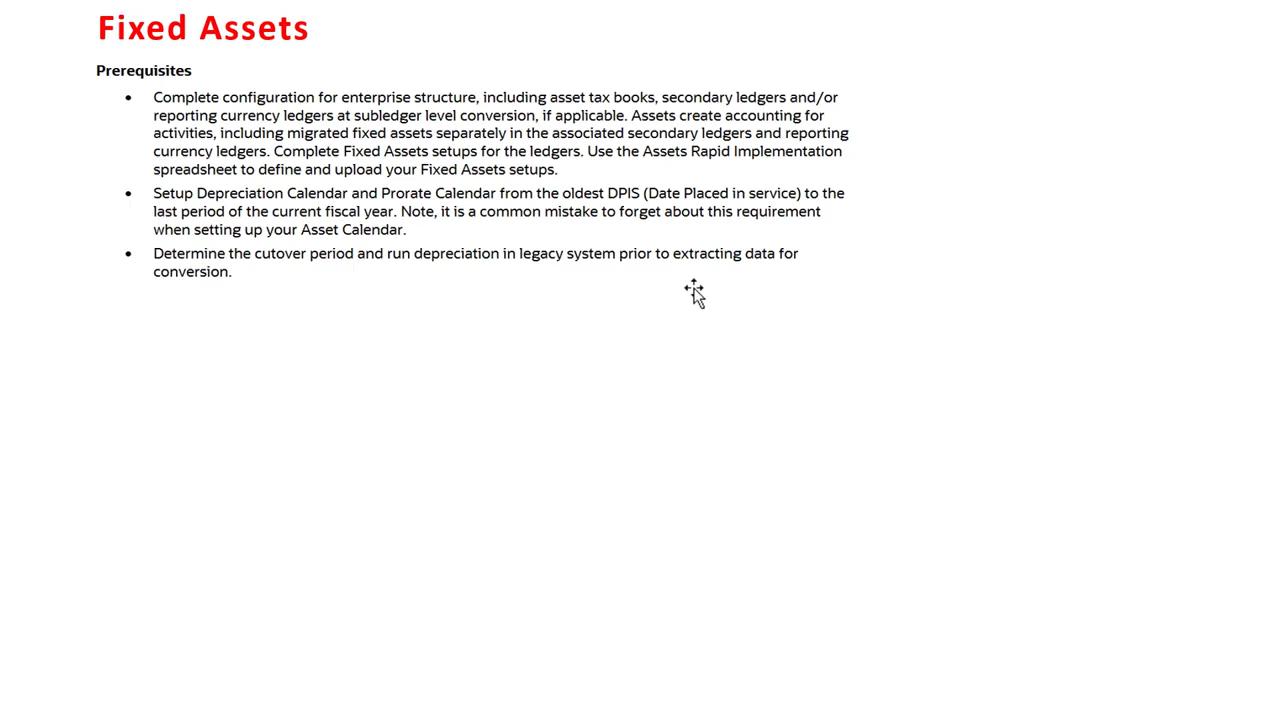 Fixed Assets
Prerequisites
• Complete configuration for enterprise structure, including asset tax books, secondary ledgers and/or
reporting currency ledgers at subledger level conversion, if applicable. Assets create accounting for
activities, including migrated fixed assets separately in the associated secondary ledgers and reporting
currency ledgers. Complete Fixed Assets setups for the ledgers. Use the Assets Rapid Implementation
spreadsheet to define and upload your Fixed Assets setups.
• Setup Depreciation Calendar and Prorate Calendar from the oldest DPIS (Date Placed in service) to the
last period of the current fiscal year. Note, it is a common mistake to forget about this requirement
when setting up your Asset Calendar.
• Determine the cutover period and run depreciation in legacy system prior to extracting data for
conversion.